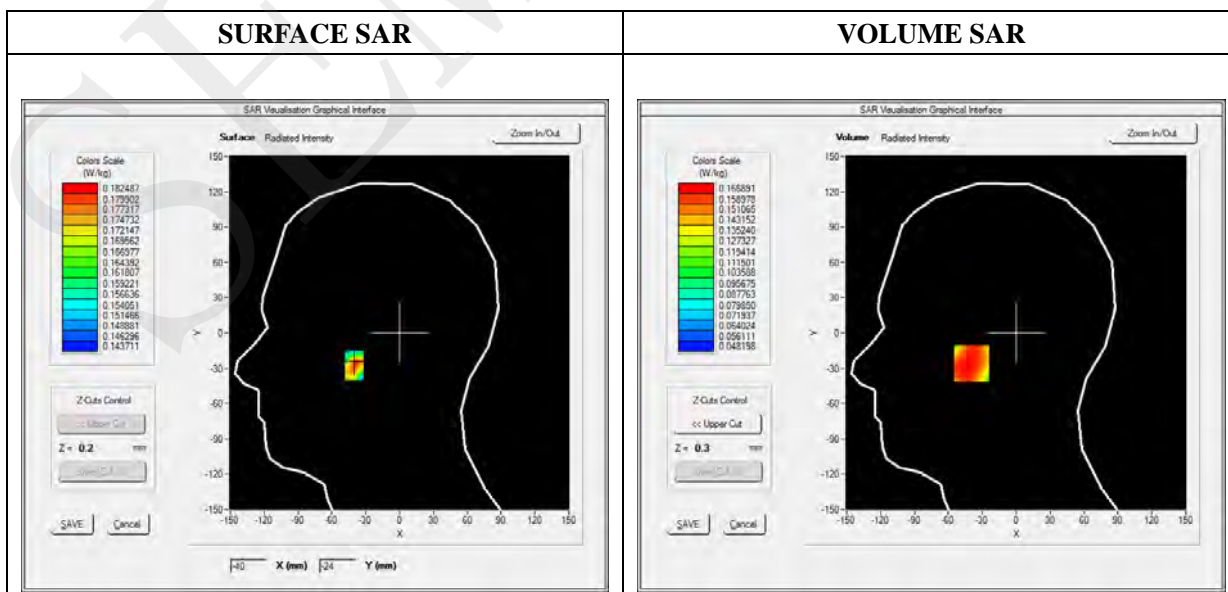 SURFACE SAR
VOLUME SAR
SAR Visualisation Graphical Interface
Surface Radiated Intensity
Zoom In/Out
Colors Scale
(W/kg)
0.182487
0.179902
0.177317
0.174732
0.172147
0.169562
0.166977
0.164392
0.161807
0.159221
0.156636
0.154051
0.151466
0.148881
0.146296
0.143711
Z-Cuts Control
<< Upper Cut
Z = 0.2 mm
SAVE Cancel
150
120
90
60
30
0
-30
-60
-90
-120
-150
Y
-150 -120 -90 -60 -30 0 30 60 90 120 150
X
-40 X (mm) -24 Y (mm)
SAR Visualisation Graphical Interface
Volume Radiated Intensity
Zoom In/Out
Colors Scale
(W/kg)
0.166891
0.158978
0.151065
0.143152
0.135240
0.127327
0.119414
0.111501
0.103588
0.095675
0.087763
0.079850
0.071937
0.064024
0.056111
0.048198
Z-Cuts Control
<< Upper Cut
Z = 0.3 mm
SAVE Cancel
150
120
90
60
30
0
-30
-60
-90
-120
-150
Y
-150 -120 -90 -60 -30 0 30 60 90 120 150
X